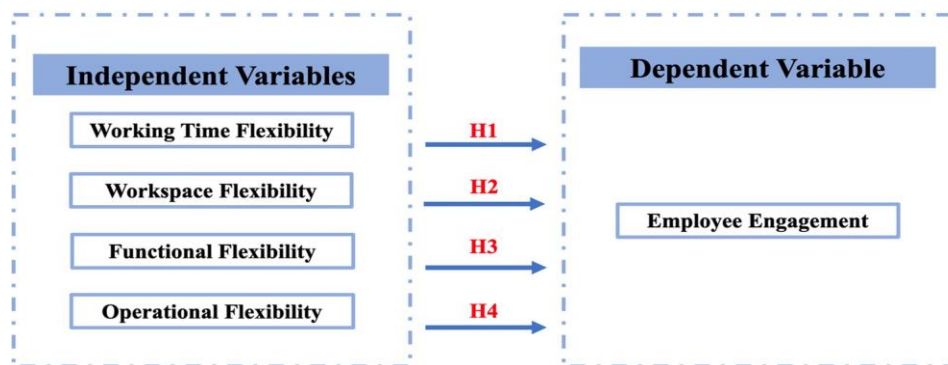 Independent Variables
Working Time Flexibility
Workspace Flexibility
Functional Flexibility
Operational Flexibility
H1
H2
H3
H4
Dependent Variable
Employee Engagement